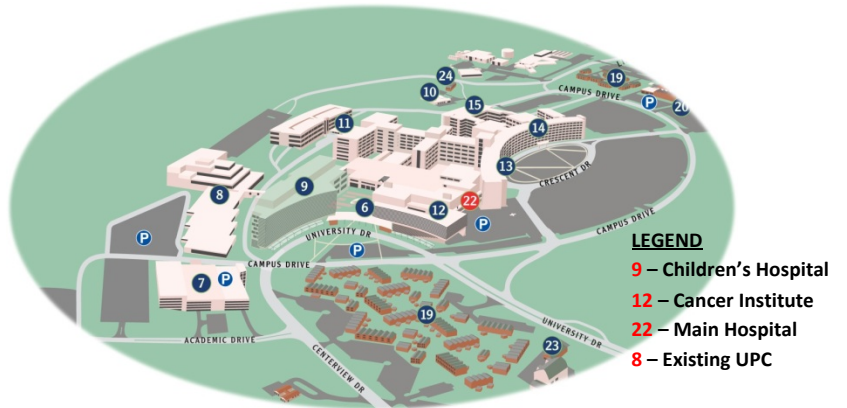 24
19
10
CAMPUS DRIVE
P
20
15
11
14
13
CRESCENT DR
9
8
22
6
12
P
CAMPUS DRIVE
UNIVERSITY DR
P
P
CAMPUS DRIVE
7
P
19
UNIVERSITY DR
ACADEMIC DRIVE
23
CENTERVIEW DR
LEGEND
9 – Children's Hospital
12 – Cancer Institute
22 – Main Hospital
8 – Existing UPC